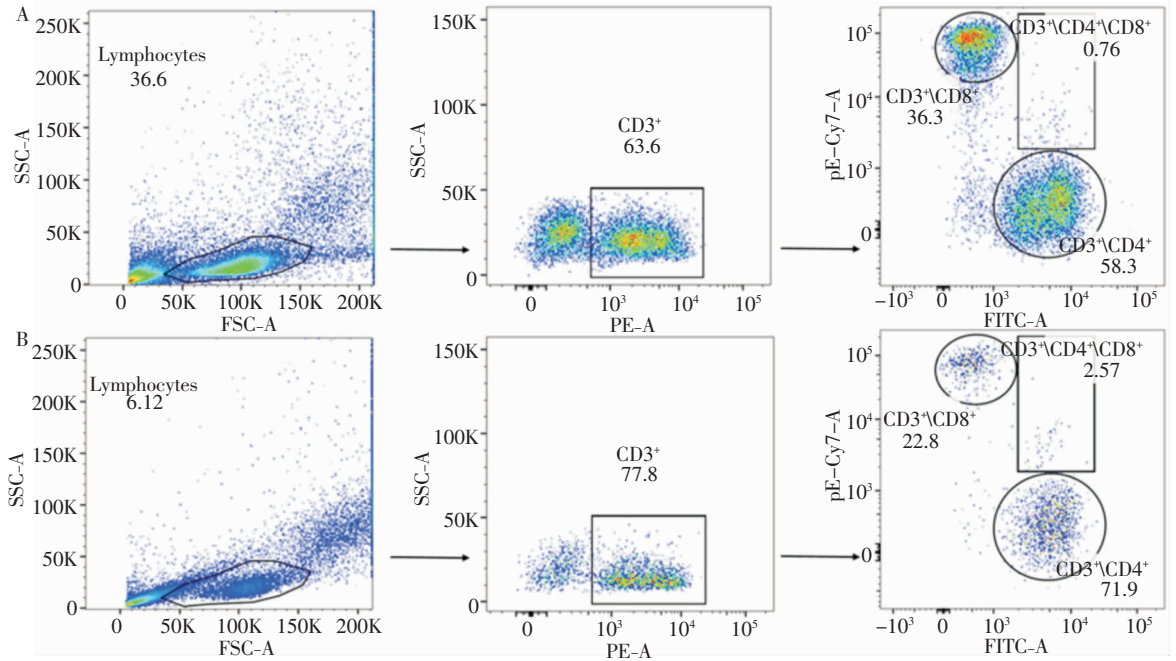 A
250K
200K
150K
100K
50K
0
SSC-A
Lymphocytes
36.6
0
50K
100K
150K
200K
FSC-A
150K
100K
50K
0
SSC-A
CD3⁺
63.6
0
10³
10⁴
10⁵
PE-A
10⁵
10⁴
10³
0
pE-Cy7-A
CD3⁺\CD4⁺\CD8⁺
0.76
CD3⁺\CD8⁺
36.3
CD3⁺\CD4⁺
58.3
-10³
0
10³
10⁴
10⁵
FITC-A
B
250K
200K
150K
100K
50K
0
SSC-A
Lymphocytes
6.12
0
50K
100K
150K
200K
FSC-A
150K
100K
50K
0
SSC-A
CD3⁺
77.8
0
10³
10⁴
10⁵
PE-A
10⁵
10⁴
10³
0
pE-Cy7-A
CD3⁺\CD4⁺\CD8⁺
2.57
CD3⁺\CD8⁺
22.8
CD3⁺\CD4⁺
71.9
-10³
0
10³
10⁴
10⁵
FITC-A